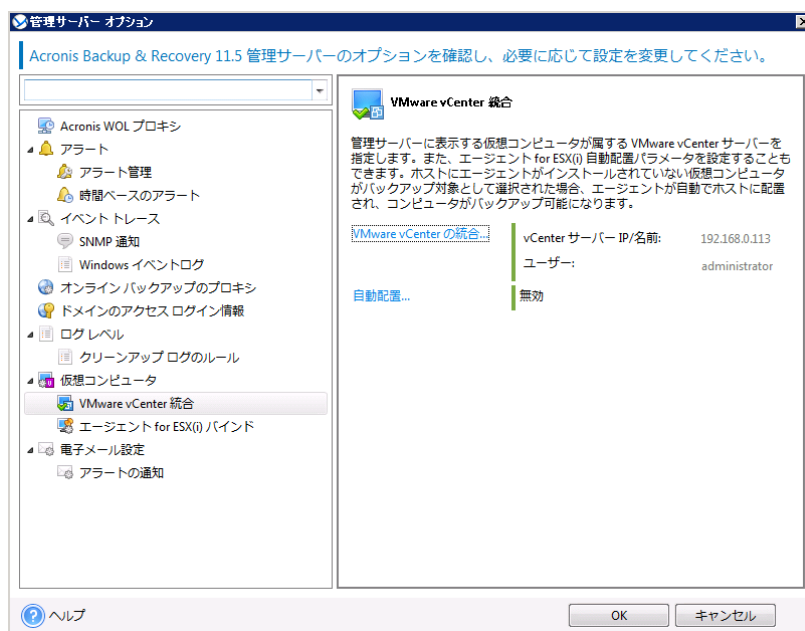 管理サーバー オプション
Acronis Backup & Recovery 11.5 管理サーバーのオプションを確認し、必要に応じて設定を変更してください。
Acronis WOL プロキシ
アラート
アラート管理
時間ベースのアラート
イベント トレース
SNMP 通知
Windows イベントログ
オンライン バックアップのプロキシ
ドメインのアクセス ログイン情報
ログ レベル
クリーンアップ ログのルール
仮想コンピュータ
VMware vCenter 統合
エージェント for ESX(i) バインド
電子メール設定
アラートの通知
VMware vCenter 統合
管理サーバーに表示する仮想コンピュータが属する VMware vCenter サーバーを
指定します。また、エージェント for ESX(i) 自動配置パラメータを設定することも
できます。ホストにエージェントがインストールされていない仮想コンピュータ
がバックアップ対象として選択された場合、エージェントが自動でホストに配置
され、コンピュータがバックアップ可能になります。
VMware vCenter の統合...
vCenter サーバー IP/名前:
192.168.0.113
ユーザー:
administrator
自動配置...
無効
ヘルプ
OK
キャンセル